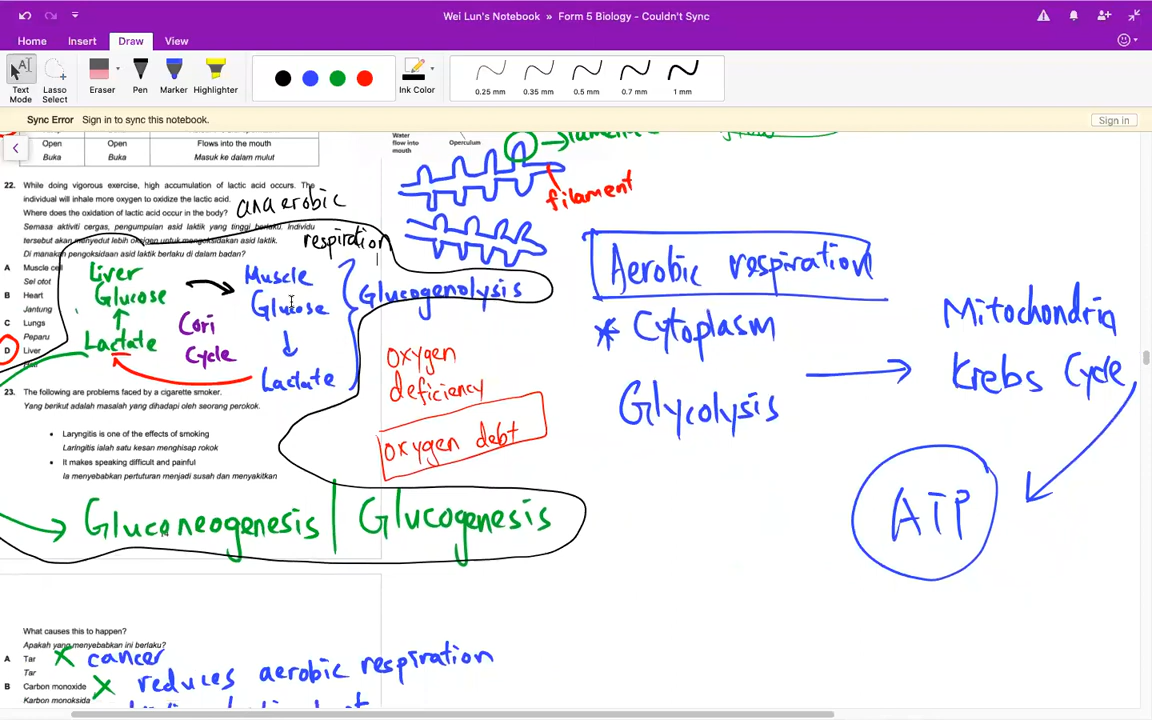 Wei Lun's Notebook » Form 5 Biology - Couldn't Sync
Home Insert Draw View
Text Mode
Lasso Select
Eraser
Pen
Marker
Highlighter
Ink Color
0.25 mm 0.35 mm 0.5 mm 0.7 mm 1 mm
Sync Error Sign in to sync this notebook.
Sign in
Open Open Flows into the mouth
Buka Buka Masuk ke dalam mulut
Water flow into mouth
Operculum
filament
22. While doing vigorous exercise, high accumulation of lactic acid occurs. The
individual will inhale more oxygen to oxidize the lactic acid.
Where does the oxidation of lactic acid occur in the body?
Semasa aktiviti cergas, pengumpulan asid laktik yang tinggi berlaku. Individu
tersebut akan menyedut lebih oksigen untuk mengoksidakan asid laktik.
Di manakah pengoksidaan asid laktik berlaku di dalam badan?
anaerobic
respiration
A Muscle cell
Sel otot
B Heart
Jantung
C Lungs
Peparu
D Liver
Liver
Glucose
Lactate
Cori
Cycle
Muscle
Glucose
Lactate
Glucogenolysis
oxygen
deficiency
oxygen debt
Aerobic respiration
* Cytoplasm
Glycolysis
Mitochondria
Krebs Cycle
ATP
23. The following are problems faced by a cigarette smoker.
Yang berikut adalah masalah yang dihadapi oleh seorang perokok.
• Laryngitis is one of the effects of smoking
Laringitis ialah satu kesan menghisap rokok
• It makes speaking difficult and painful
Ia menyebabkan perturan menjadi susah dan menyakitkan
Glucaneogenesis | Glucogenesis
What causes this to happen?
Apakah yang menyebabkan ini berlaku?
A Tar X cancer
Tar
B Carbon monoxide X reduces aerobic respiration
Karbon monoksida